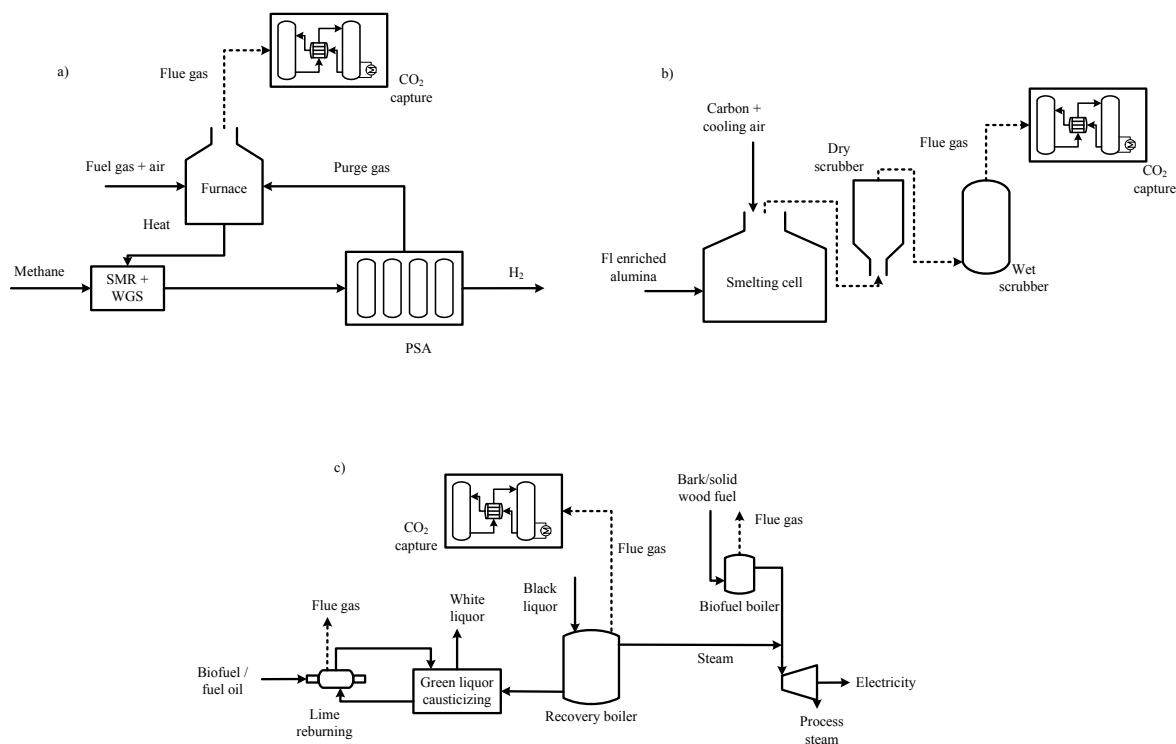 a)
Flue gas
CO2
capture
Fuel gas + air
Furnace
Purge gas
Heat
Methane
SMR +
WGS
H2
PSA
b)
Carbon +
cooling air
Dry
scrubber
Flue gas
CO2
capture
Fl enriched
alumina
Smelting cell
Wet
scrubber
c)
Bark/solid
wood fuel
Flue gas
CO2
capture
Flue gas
Biofuel boiler
Black
liquor
White
liquor
Flue gas
Steam
Biofuel /
fuel oil
Green liquor
causticizing
Lime
reburning
Recovery boiler
Electricity
Process
steam